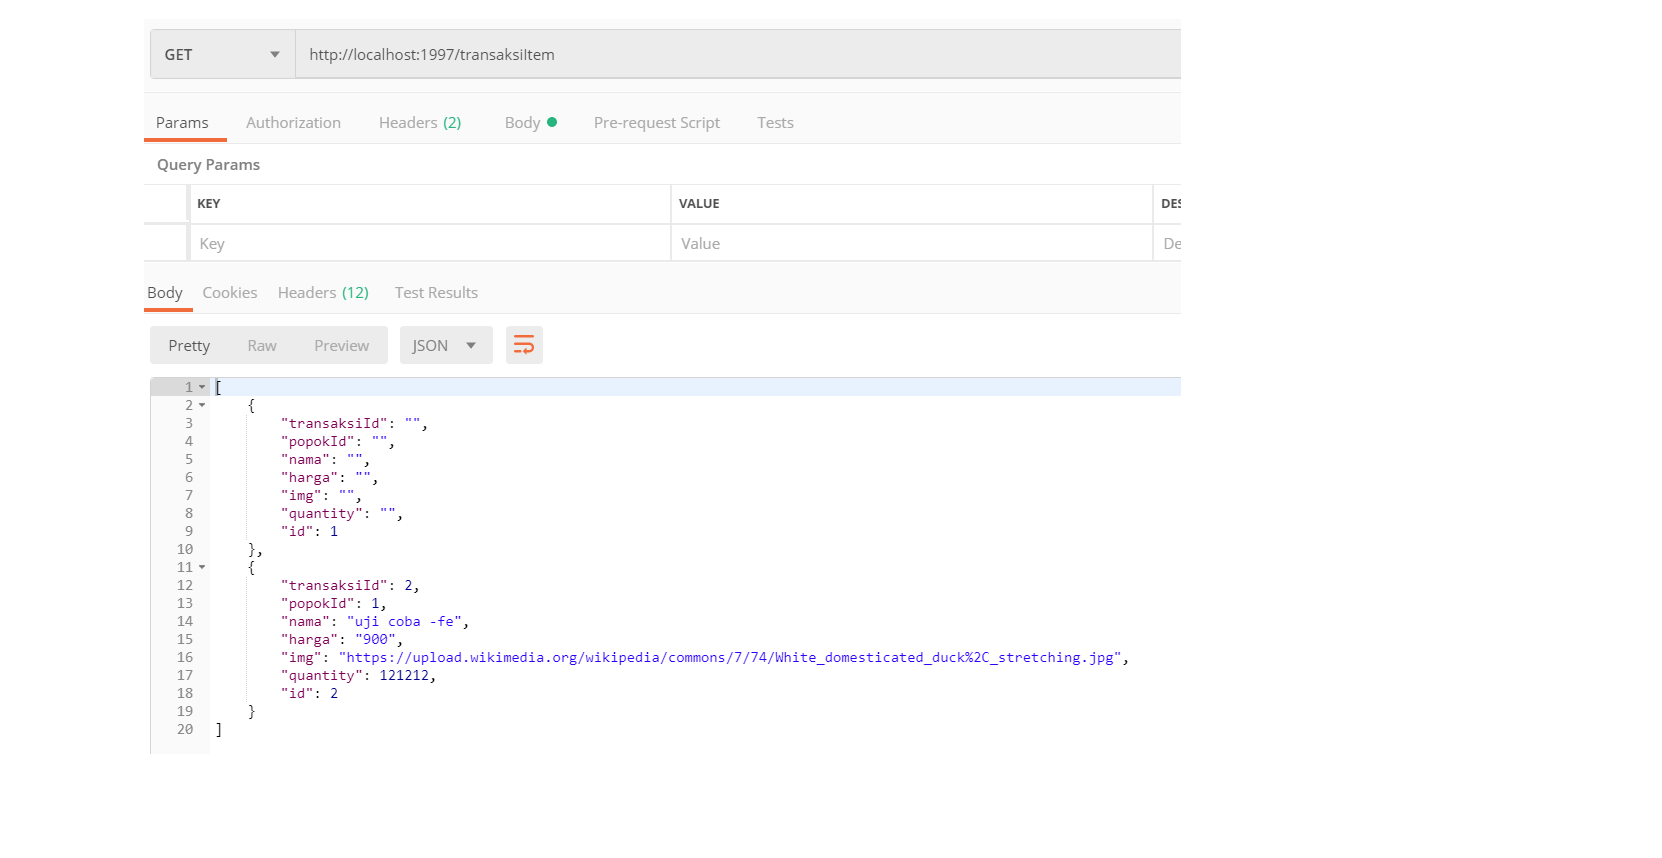 GET http://localhost:1997/transaksiItem
Params Authorization Headers (2) Body Pre-request Script Tests
Query Params
KEY VALUE DES
Key Value De
Body Cookies Headers (12) Test Results
Pretty Raw Preview JSON
1 [
2 {
3 "transaksiId": "",
4 "popokId": "",
5 "nama": "",
6 "harga": "",
7 "img": "",
8 "quantity": "",
9 "id": 1
10 },
11 {
12 "transaksiId": 2,
13 "popokId": 1,
14 "nama": "uji coba -fe",
15 "harga": "900",
16 "img": "https://upload.wikimedia.org/wikipedia/commons/7/74/White_domesticated_duck%2C_stretching.jpg",
17 "quantity": 121212,
18 "id": 2
19 }
20 ]